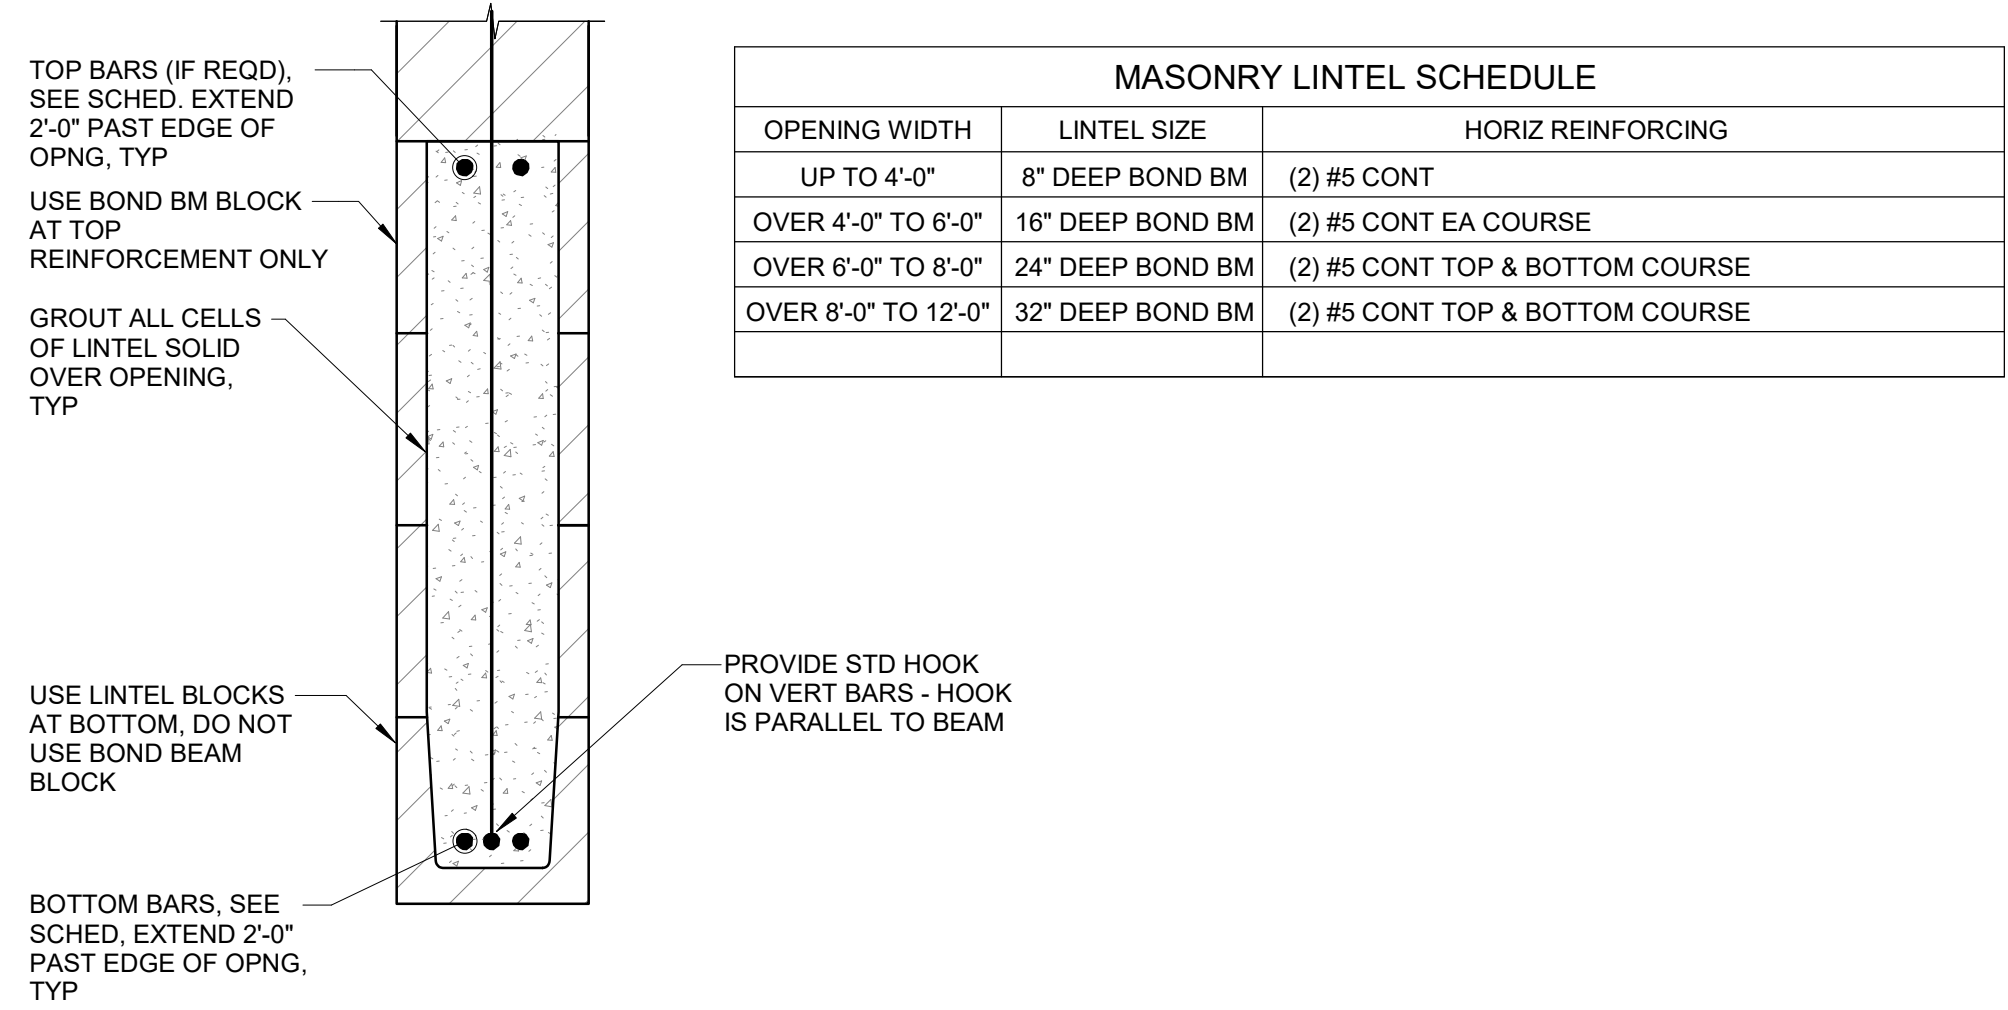 TOP BARS (IF REQD),
SEE SCHED. EXTEND
2'-0" PAST EDGE OF
OPNG, TYP
USE BOND BM BLOCK
AT TOP
REINFORCEMENT ONLY
GROUT ALL CELLS
OF LINTEL SOLID
OVER OPENING,
TYP
USE LINTEL BLOCKS
AT BOTTOM, DO NOT
USE BOND BEAM
BLOCK
BOTTOM BARS, SEE
SCHED, EXTEND 2'-0"
PAST EDGE OF OPNG,
TYP
PROVIDE STD HOOK
ON VERT BARS - HOOK
IS PARALLEL TO BEAM
MASONRY LINTEL SCHEDULE
OPENING WIDTH LINTEL SIZE HORIZ REINFORCING
UP TO 4'-0" 8" DEEP BOND BM (2) #5 CONT
OVER 4'-0" TO 6'-0" 16" DEEP BOND BM (2) #5 CONT EA COURSE
OVER 6'-0" TO 8'-0" 24" DEEP BOND BM (2) #5 CONT TOP & BOTTOM COURSE
OVER 8'-0" TO 12'-0" 32" DEEP BOND BM (2) #5 CONT TOP & BOTTOM COURSE